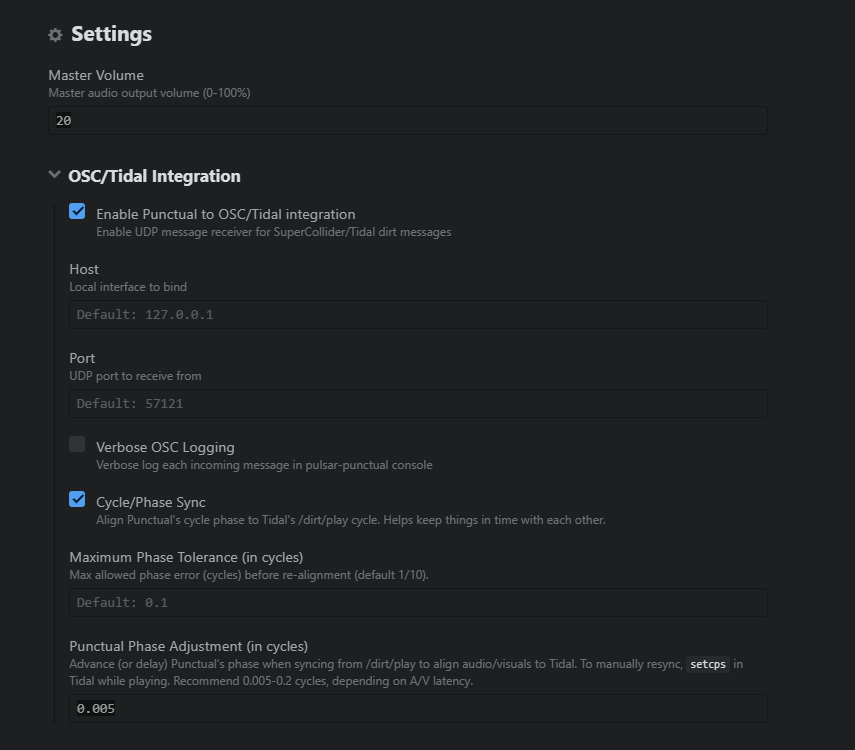 Settings
Master Volume
Master audio output volume (0-100%)
20
OSC/Tidal Integration
Enable Punctual to OSC/Tidal integration
Enable UDP message receiver for SuperCollider/Tidal dirt messages
Host
Local interface to bind
Default: 127.0.0.1
Port
UDP port to receive from
Default: 57121
Verbose OSC Logging
Verbose log each incoming message in pulsar-punctual console
Cycle/Phase Sync
Align Punctual's cycle phase to Tidal's /dirt/play cycle. Helps keep things in time with each other.
Maximum Phase Tolerance (in cycles)
Max allowed phase error (cycles) before re-alignment (default 1/10).
Default: 0.1
Punctual Phase Adjustment (in cycles)
Advance (or delay) Punctual's phase when syncing from /dirt/play to align audio/visuals to Tidal. To manually resync, setcps in
Tidal while playing. Recommend 0.005-0.2 cycles, depending on A/V latency.
0.005